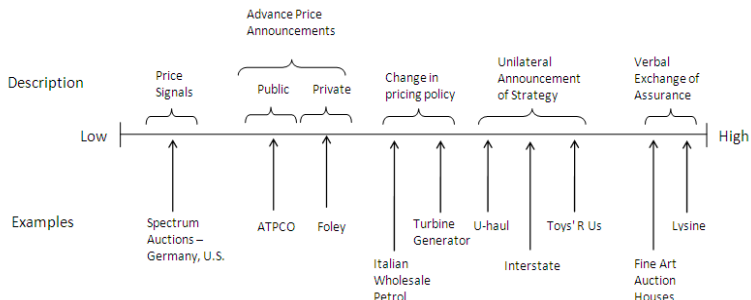 Advance Price
Announcements
Description
Price
Signals
Public
Private
Change in
pricing policy
Unilateral
Announcement
of Strategy
Verbal
Exchange of
Assurance
Low
High
Examples
Spectrum
Auctions –
Germany, U.S.
ATPCO
Foley
Italian
Wholesale
Petrol
Turbine
Generator
U-haul
Interstate
Toys' R Us
Fine Art
Auction
Houses
Lysine